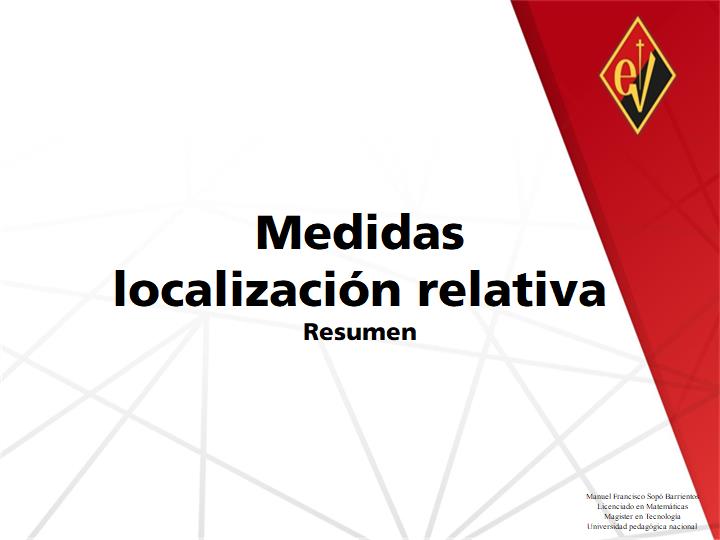 eV
Medidas
localización relativa
Resumen
Manuel Francisco Sopó Barrientos
Licenciado en Matemáticas
Magister en Tecnología
Universidad pedagógica nacional